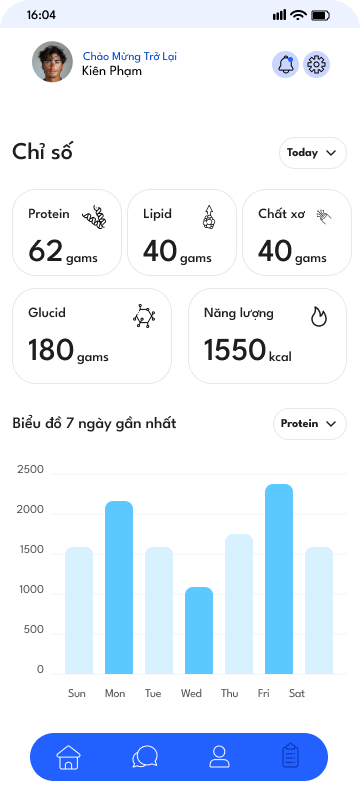 16:04
Chào Mừng Trở Lại
Kiên Phạm
Chỉ số
Today
Protein
Lipid
Chất xơ
62 gams
40 gams
40 gams
Glucid
Năng lượng
180 gams
1550 kcal
Biểu đồ 7 ngày gần nhất
Protein
2500
2000
1500
1000
500
0
Sun Mon Tue Wed Thu Fri Sat